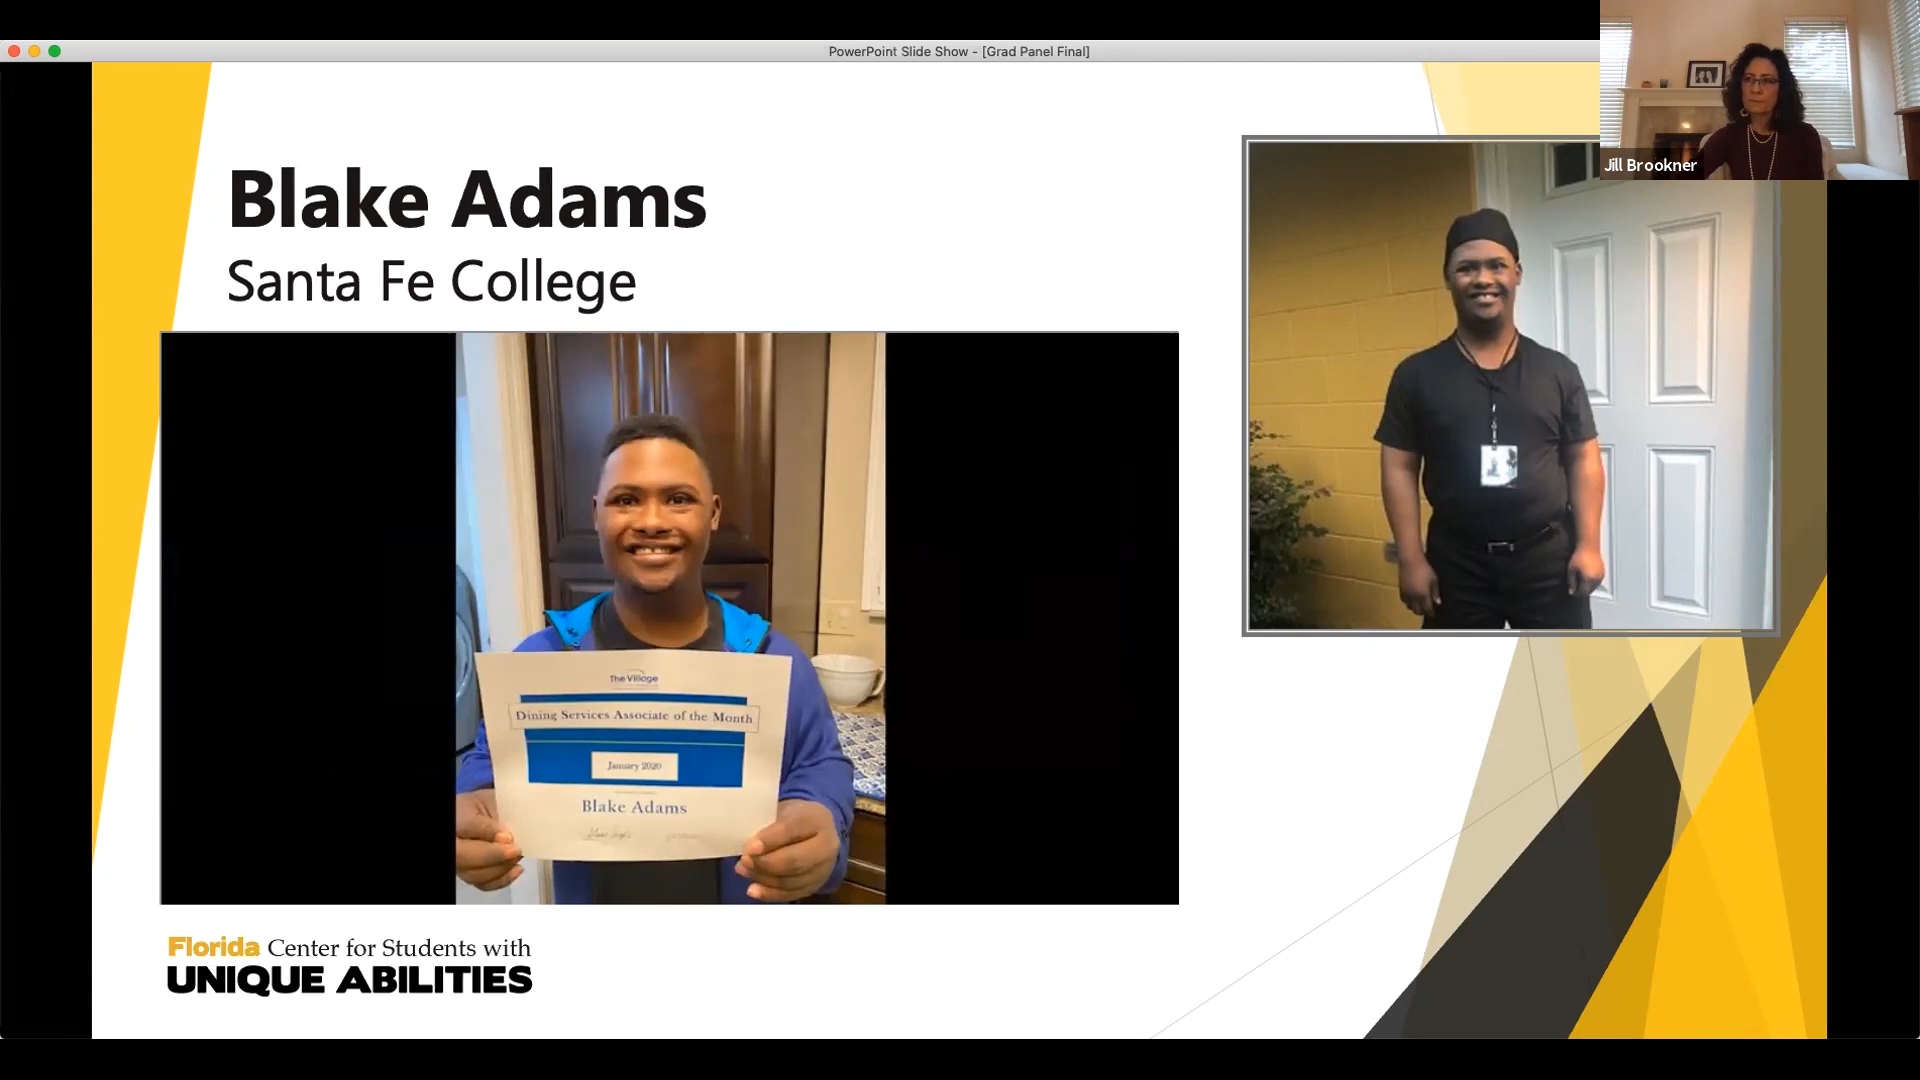 PowerPoint Slide Show - [Grad Panel Final]
Jill Brookner
Blake Adams
Santa Fe College
The Village
Dining Services Associate of the Month
January 2020
Blake Adams
Florida Center for Students with
UNIQUE ABILITIES